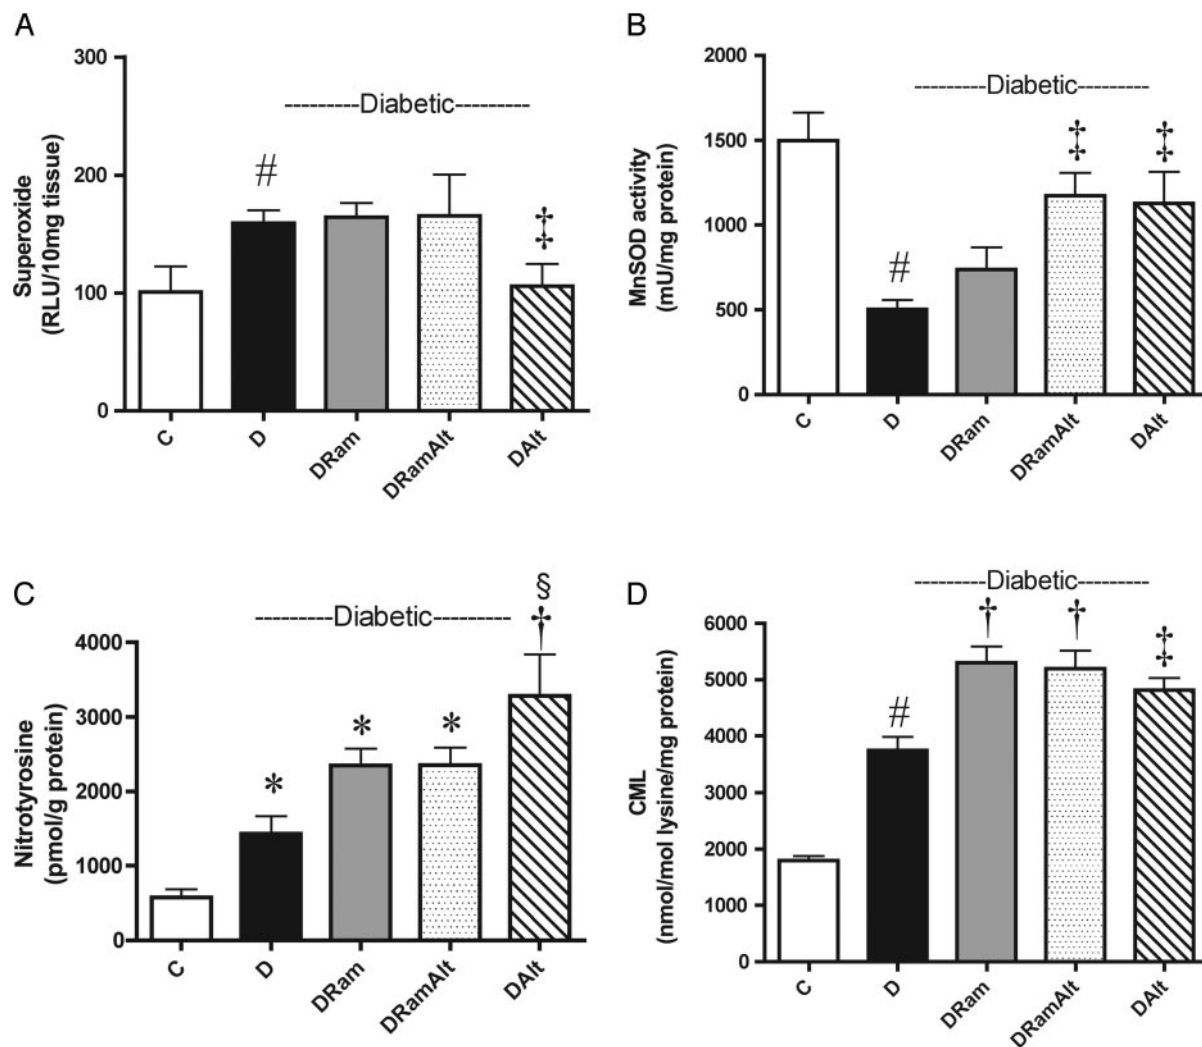 A
Superoxide
(RLU/10mg tissue)
300
200
100
0
----------Diabetic----------
#
‡
C
D
DRam
DRamAlt
DAlt
B
MnSOD activity
(mU/mg protein)
2000
1500
1000
500
0
----------Diabetic----------
#
‡
‡
C
D
DRam
DRamAlt
DAlt
C
Nitrotyrosine
(pmol/g protein)
4000
3000
2000
1000
0
----------Diabetic----------
*
*
*
§
†
C
D
DRam
DRamAlt
DAlt
D
CML
(nmol/mol lysine/mg protein)
6000
5000
4000
3000
2000
1000
0
----------Diabetic----------
#
†
†
‡
C
D
DRam
DRamAlt
DAlt